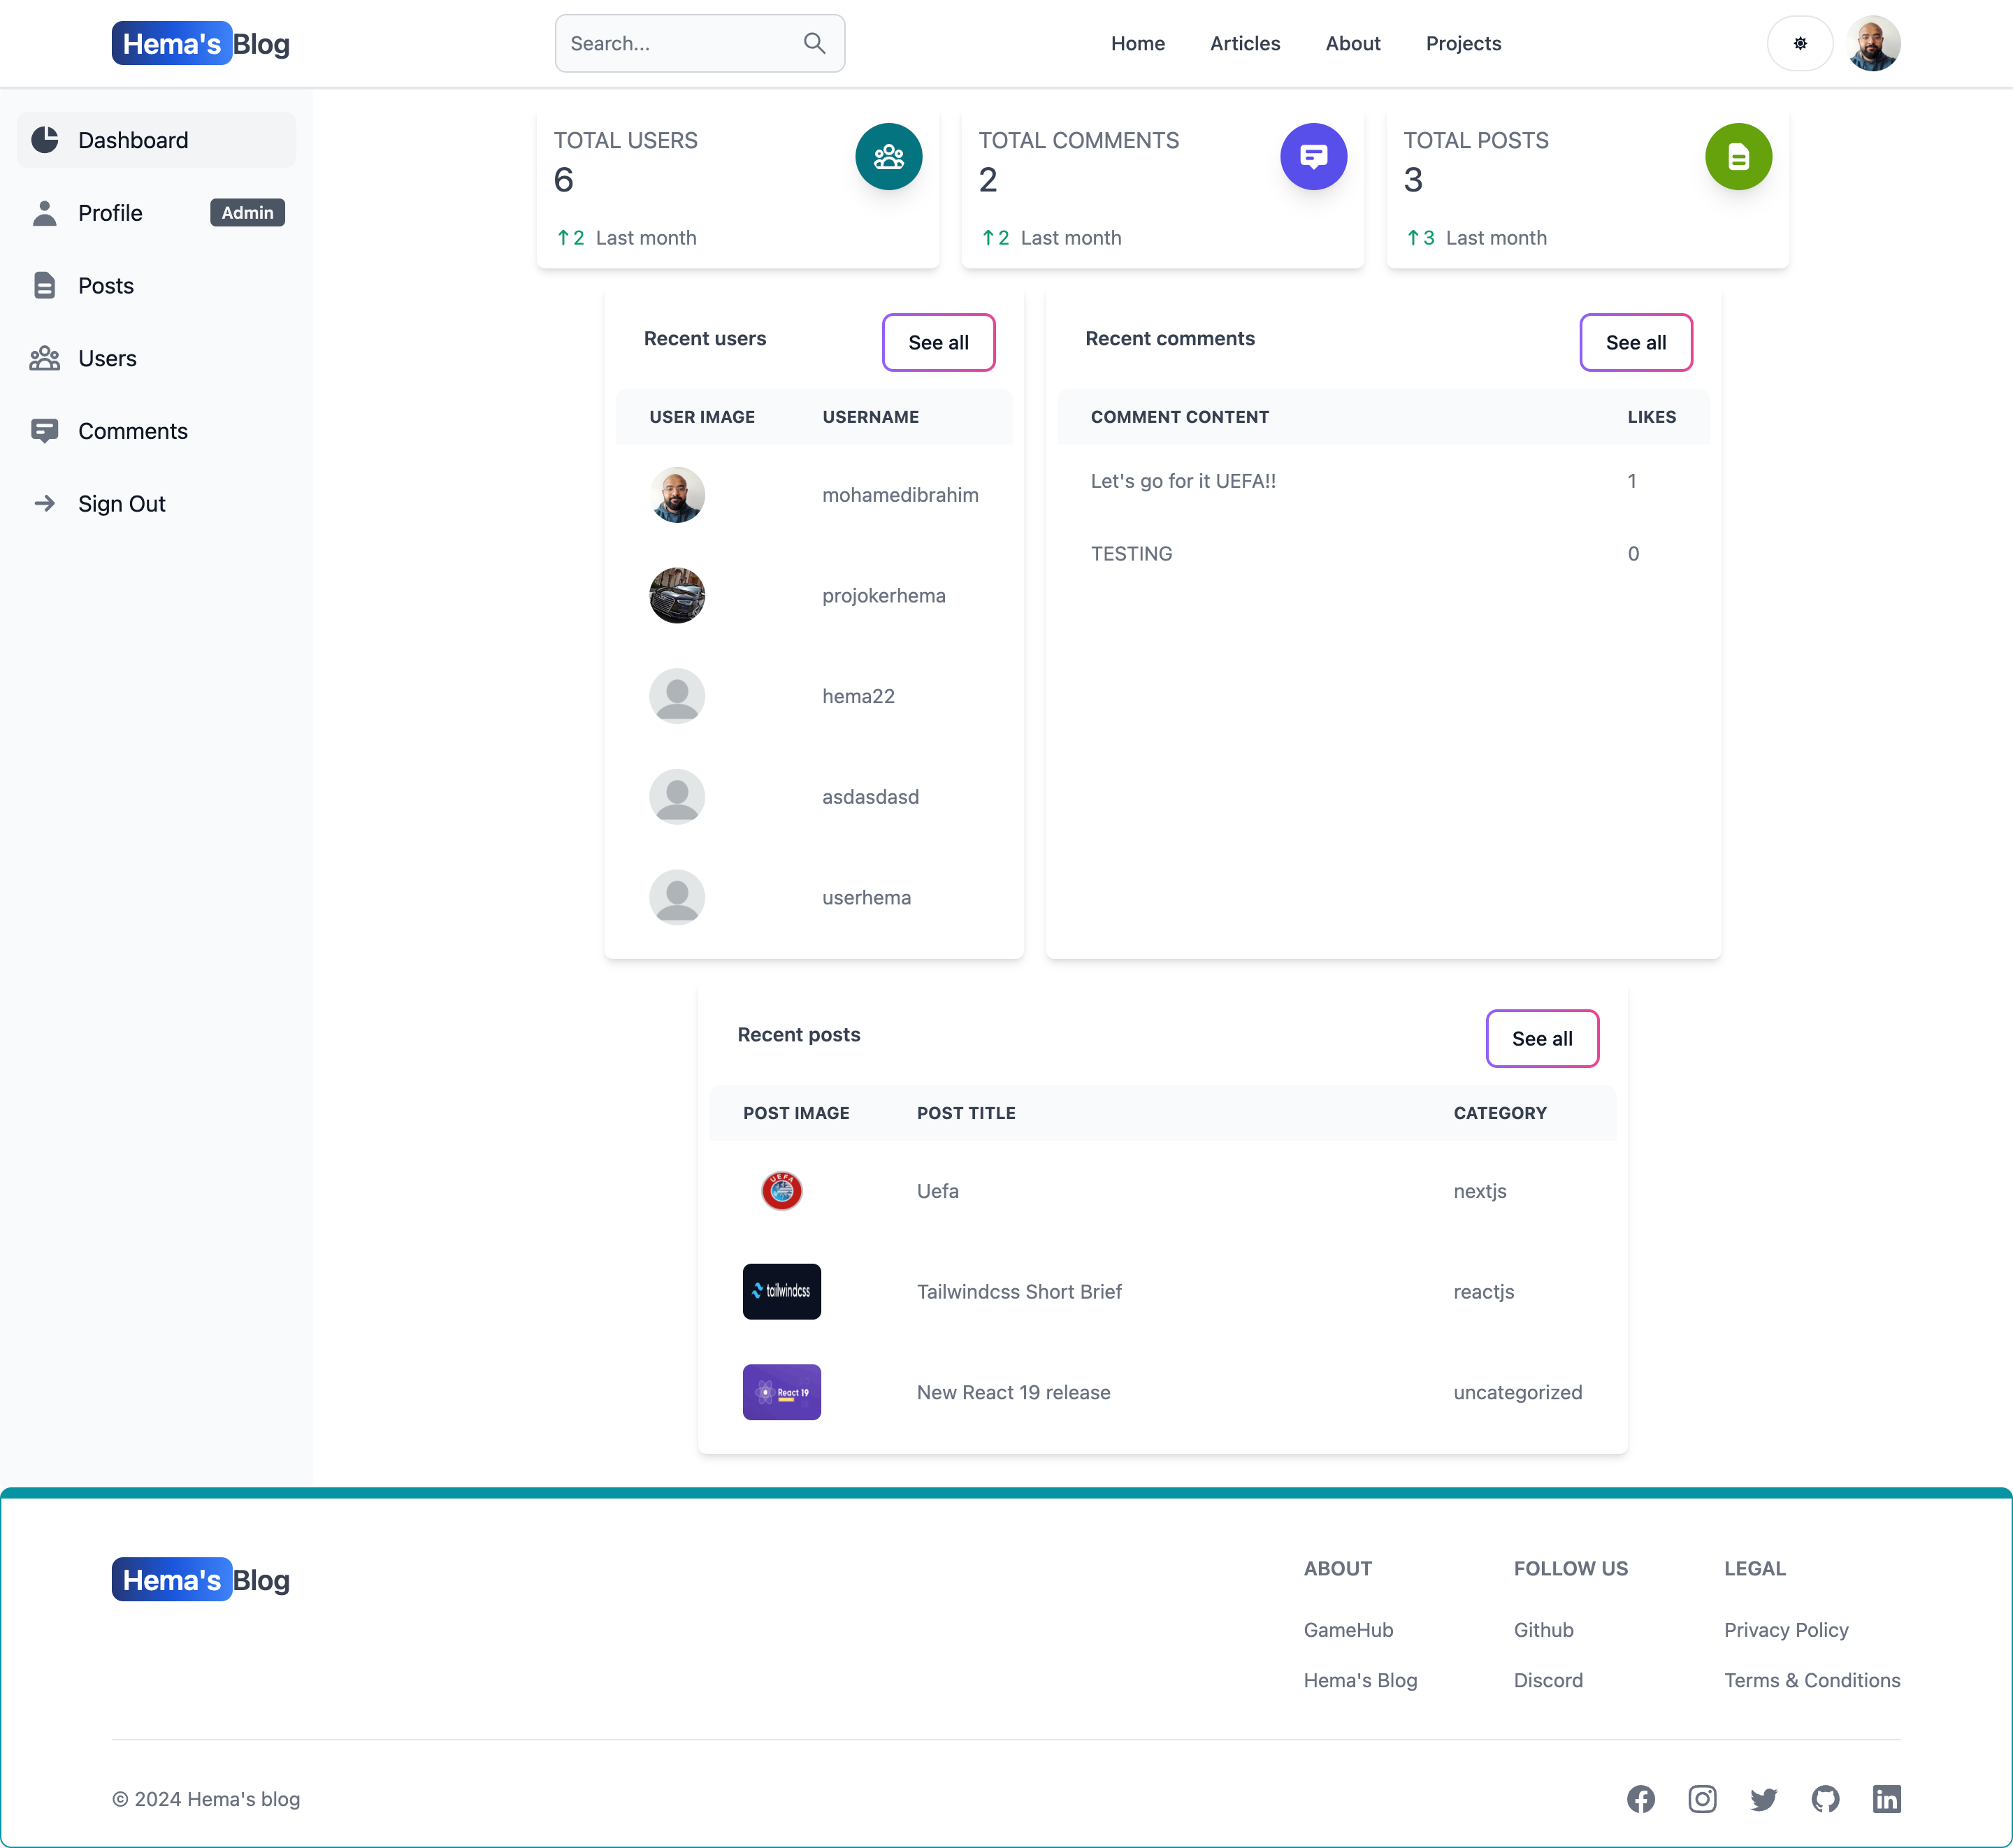 Hema's Blog
Search...
Home Articles About Projects
Dashboard
Profile Admin
Posts
Users
Comments
Sign Out
TOTAL USERS
6
2 Last month
TOTAL COMMENTS
2
2 Last month
TOTAL POSTS
3
3 Last month
Recent users See all
USER IMAGE USERNAME
mohamedibrahim
projokerhema
hema22
asdasdasd
userhema
Recent comments See all
COMMENT CONTENT LIKES
Let's go for it UEFA!! 1
TESTING 0
Recent posts See all
POST IMAGE POST TITLE CATEGORY
UEFA Uefa nextjs
tailwindcss Tailwindcss Short Brief reactjs
React 19 New React 19 release uncategorized
Hema's Blog
ABOUT
GameHub
Hema's Blog
FOLLOW US
Github
Discord
LEGAL
Privacy Policy
Terms & Conditions
© 2024 Hema's blog